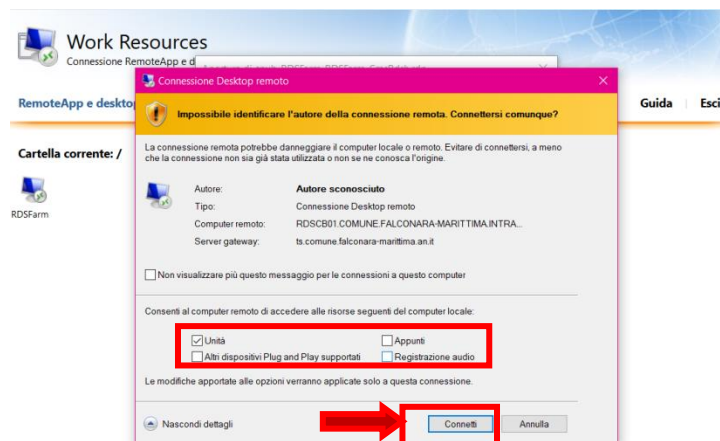 Work Resources
Connessione RemoteApp e d
Connessione Desktop remoto
RemoteApp e deskto
Guida
Esci
Impossibile identificare l'autore della connessione remota. Connettersi comunque?
Cartella corrente: /
La connessione remota potrebbe danneggiare il computer locale o remoto. Evitare di connettersi, a meno
che la connessione non sia già stata utilizzata o non se ne conosca l'origine.
RDSFarm
Autore: Autore sconosciuto
Tipo: Connessione Desktop remoto
Computer remoto: RDSCB01.COMUNE.FALCONARA-MARITTIMA.INTRA...
Server gateway: ts.comune.falconara-marittima.an.it
Non visualizzare più questo messaggio per le connessioni a questo computer
Consenti al computer remoto di accedere alle risorse seguenti del computer locale:
Unità
Appunti
Altri dispositivi Plug and Play supportati
Registrazione audio
Le modifiche apportate alle opzioni verranno applicate solo a questa connessione.
Nascondi dettagli
Connetti
Annulla